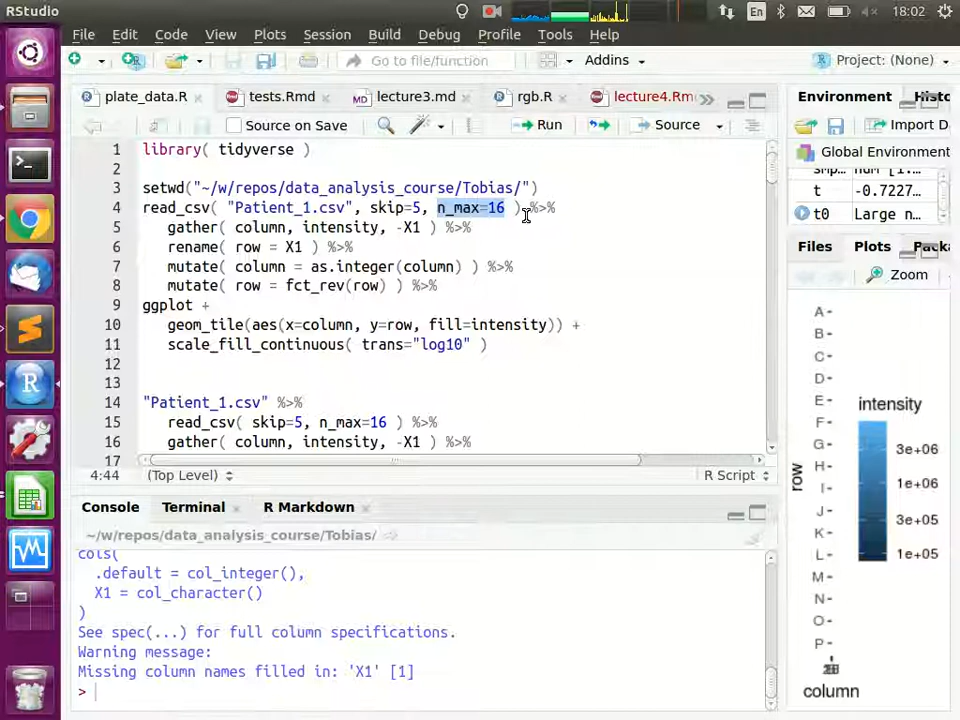 RStudio
En
18:02
File Edit Code View Plots Session Build Debug Profile Tools Help
Go to file/function
Addins
Project: (None)
plate_data.R
tests.Rmd
lecture3.md
rgb.R
lecture4.Rm
Source on Save
Run
Source
1 library( tidyverse )
2
3 setwd("~/w/repos/data_analysis_course/Tobias/")
4 read_csv( "Patient_1.csv", skip=5, n_max=16 ) %>%
5 gather( column, intensity, -X1 ) %>%
6 rename( row = X1 ) %>%
7 mutate( column = as.integer(column) ) %>%
8 mutate( row = fct_rev(row) ) %>%
9 ggplot +
10 geom_tile(aes(x=column, y=row, fill=intensity)) +
11 scale_fill_continuous( trans="log10" )
12
13
14 "Patient_1.csv" %>%
15 read_csv( skip=5, n_max=16 ) %>%
16 gather( column, intensity, -X1 ) %>%
17
4:44
(Top Level)
R Script
Console
Terminal
R Markdown
~/w/repos/data_analysis_course/Tobias/
cols(
.default = col_integer(),
X1 = col_character()
)
See spec(...) for full column specifications.
Warning message:
Missing column names filled in: 'X1' [1]
>
Environment
Histo
Import D
Global Environment
t -0.7227…
t0 Large n…
Files
Plots
Packa
Zoom
A
B
C
D
E
F
G
H
I
J
K
L
M
N
O
P
row
column
intensity
3e+06
1e+06
3e+05
1e+05